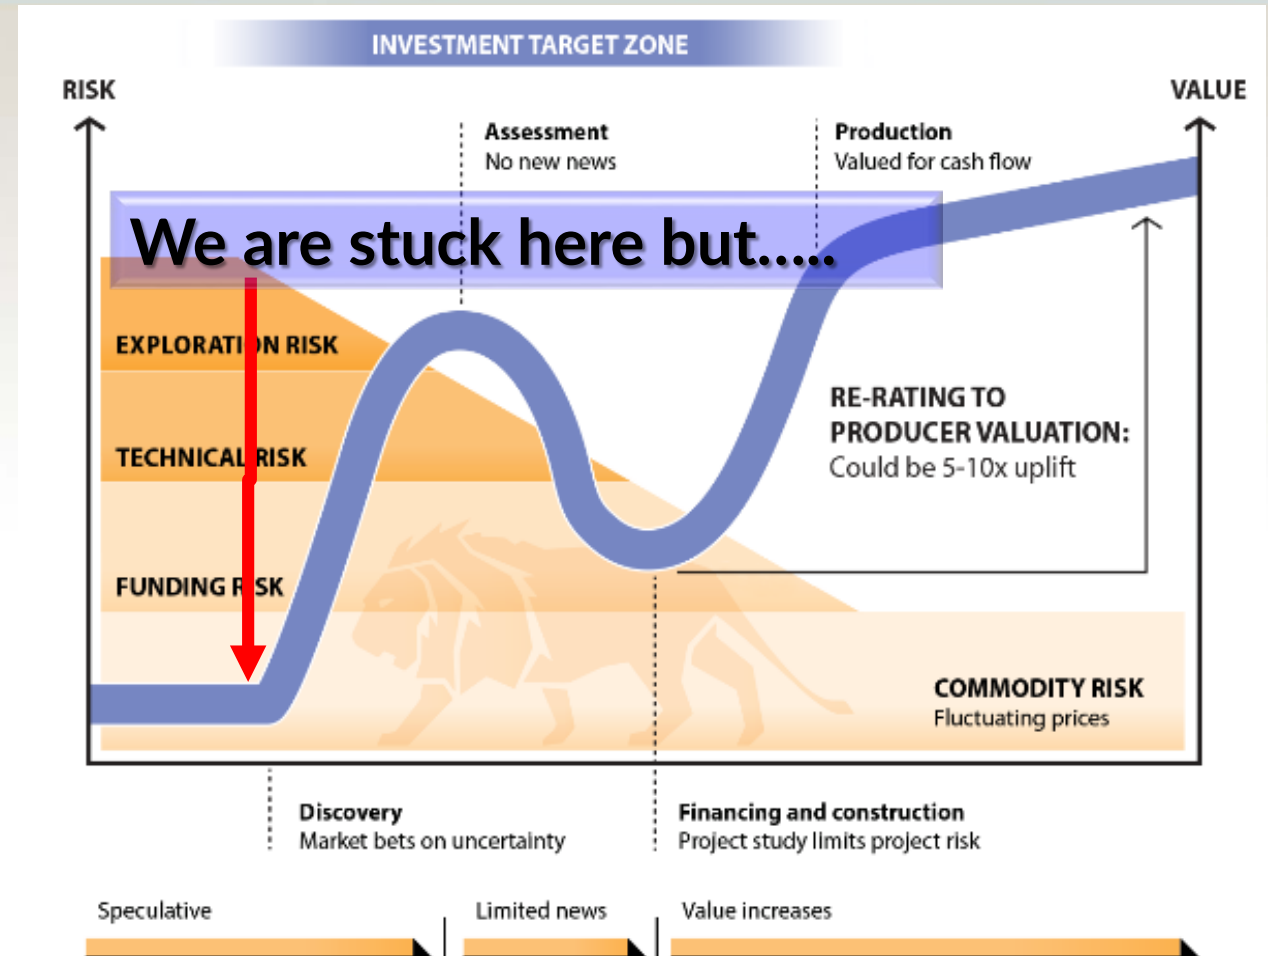 INVESTMENT TARGET ZONE
RISK
VALUE
Assessment
No new news
Production
Valued for cash flow
We are stuck here but.....
EXPLORATION RISK
TECHNICAL RISK
FUNDING RISK
RE-RATING TO
PRODUCER VALUATION:
Could be 5-10x uplift
COMMODITY RISK
Fluctuating prices
Discovery
Market bets on uncertainty
Financing and construction
Project study limits project risk
Speculative
Limited news
Value increases